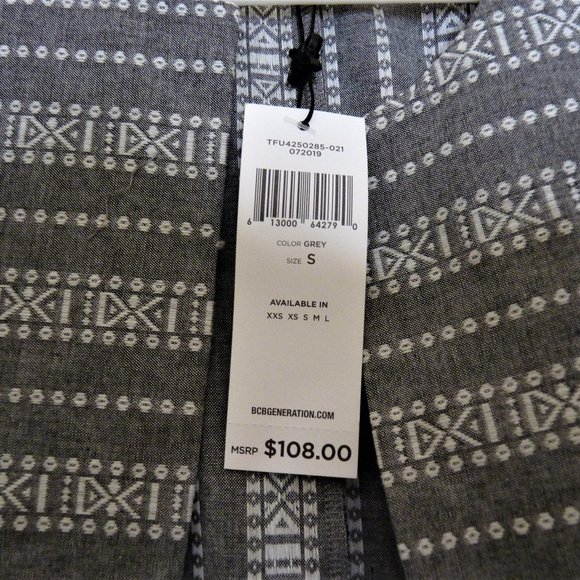 TFU4250285-021
072019
6 13000 64279 0
COLOR GREY
SIZE S
AVAILABLE IN
XXS XS S M L
BCBGENERATION.COM
MSRP $108.00